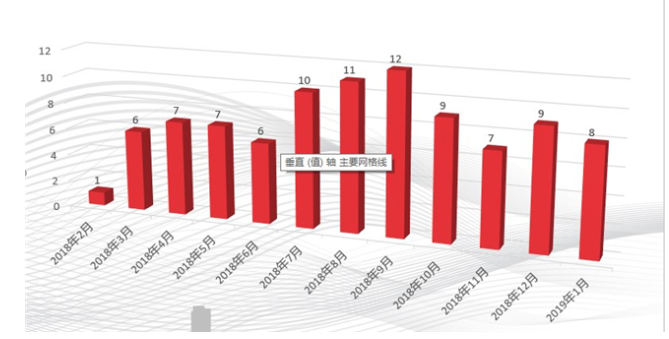 12
10
8
6
4
2
0
1
6
7
7
6
10
11
12
9
7
9
8
垂直 (值) 轴 主要网格线
2018年2月
2018年3月
2018年4月
2018年5月
2018年6月
2018年7月
2018年8月
2018年9月
2018年10月
2018年11月
2018年12月
2019年1月